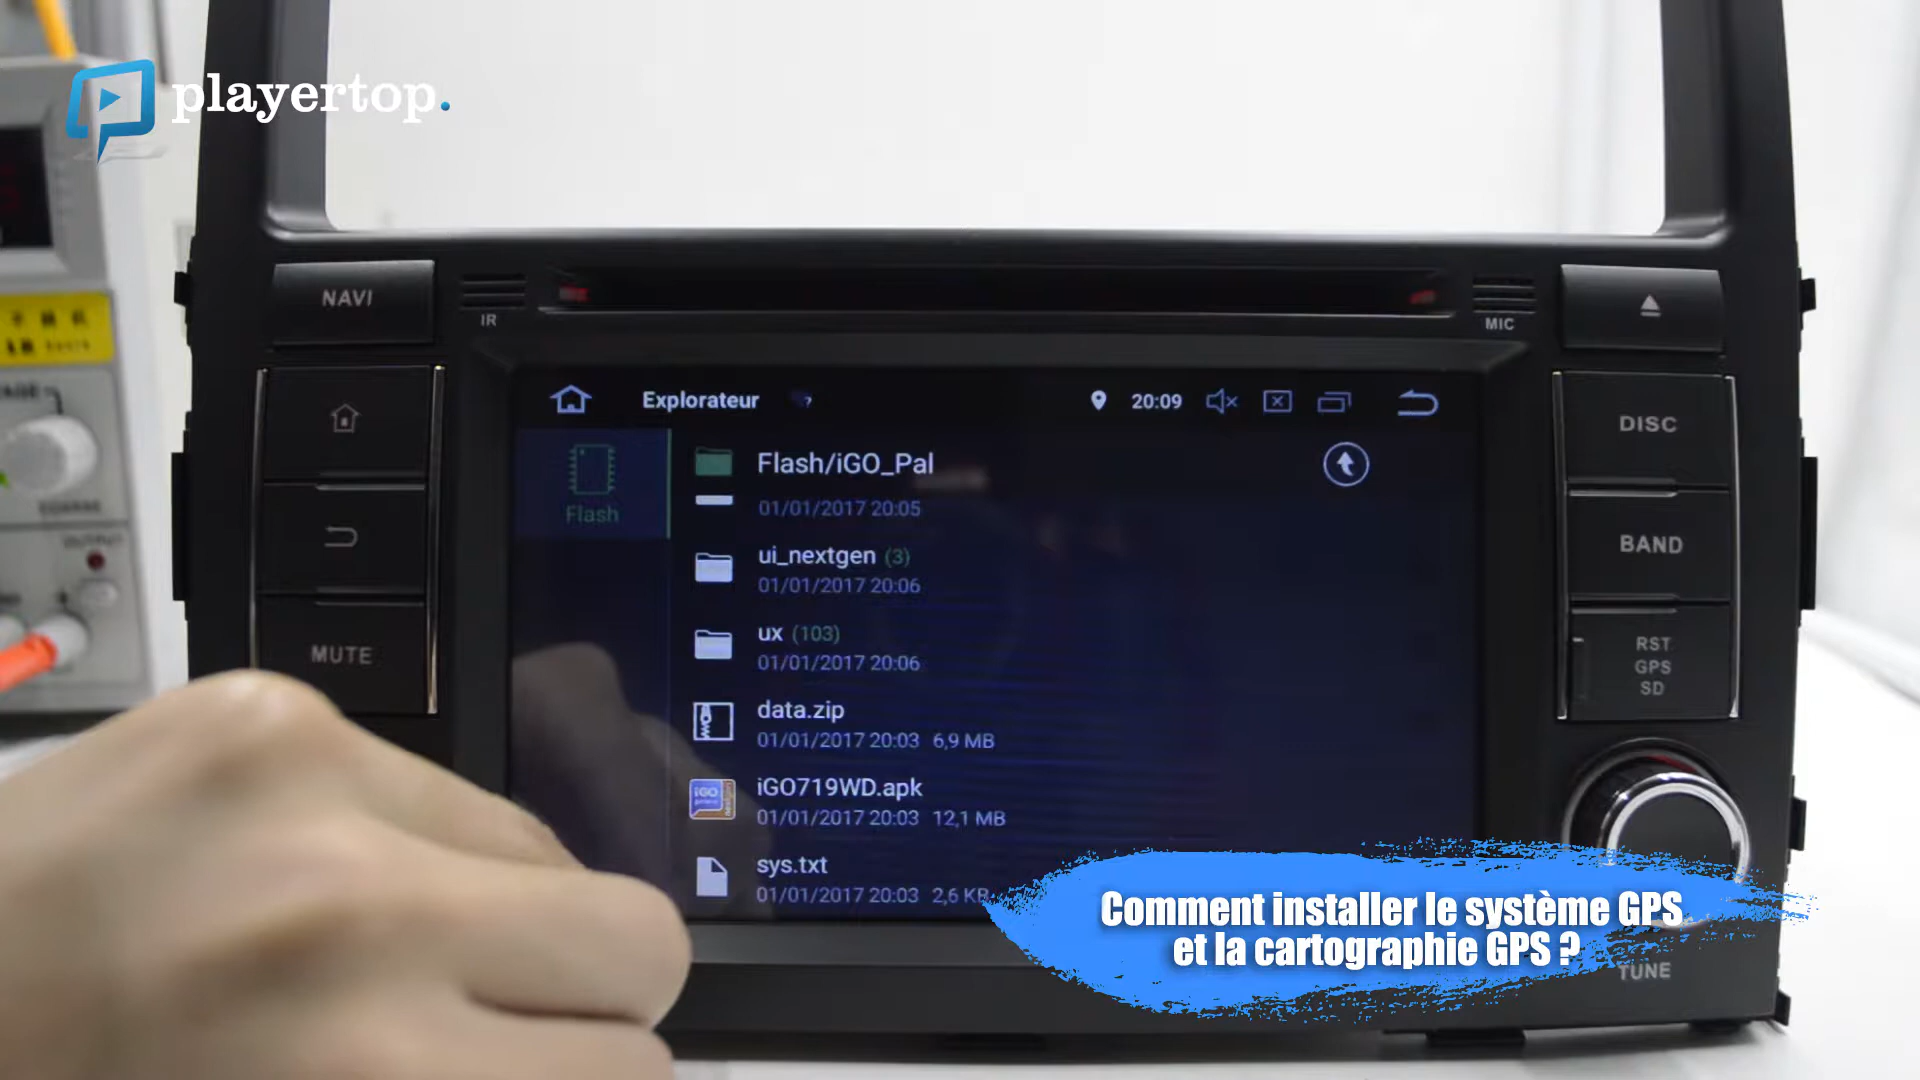 playertop.
NAVI
IR
MIC
DISC
BAND
RST
GPS
SD
MUTE
TUNE
Explorateur
20:09
Flash
Flash/iGO_Pal
01/01/2017 20:05
ui_nextgen (3)
01/01/2017 20:06
ux (103)
01/01/2017 20:06
data.zip
01/01/2017 20:03 6,9 MB
iGO719WD.apk
01/01/2017 20:03 12,1 MB
sys.txt
01/01/2017 20:03 2,6 KB
Comment installer le système GPS
et la cartographie GPS ?